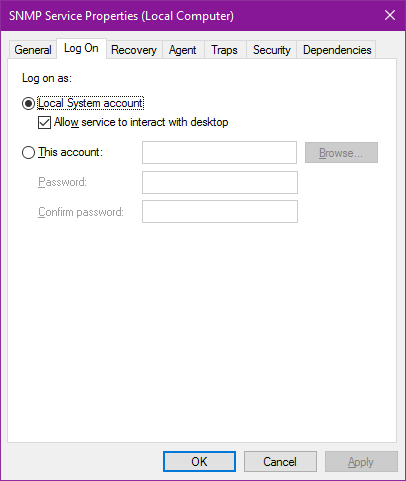 SNMP Service Properties (Local Computer)
General Log On Recovery Agent Traps Security Dependencies
Log on as:
Local System account
Allow service to interact with desktop
This account: Browse...
Password:
Confirm password:
OK Cancel Apply